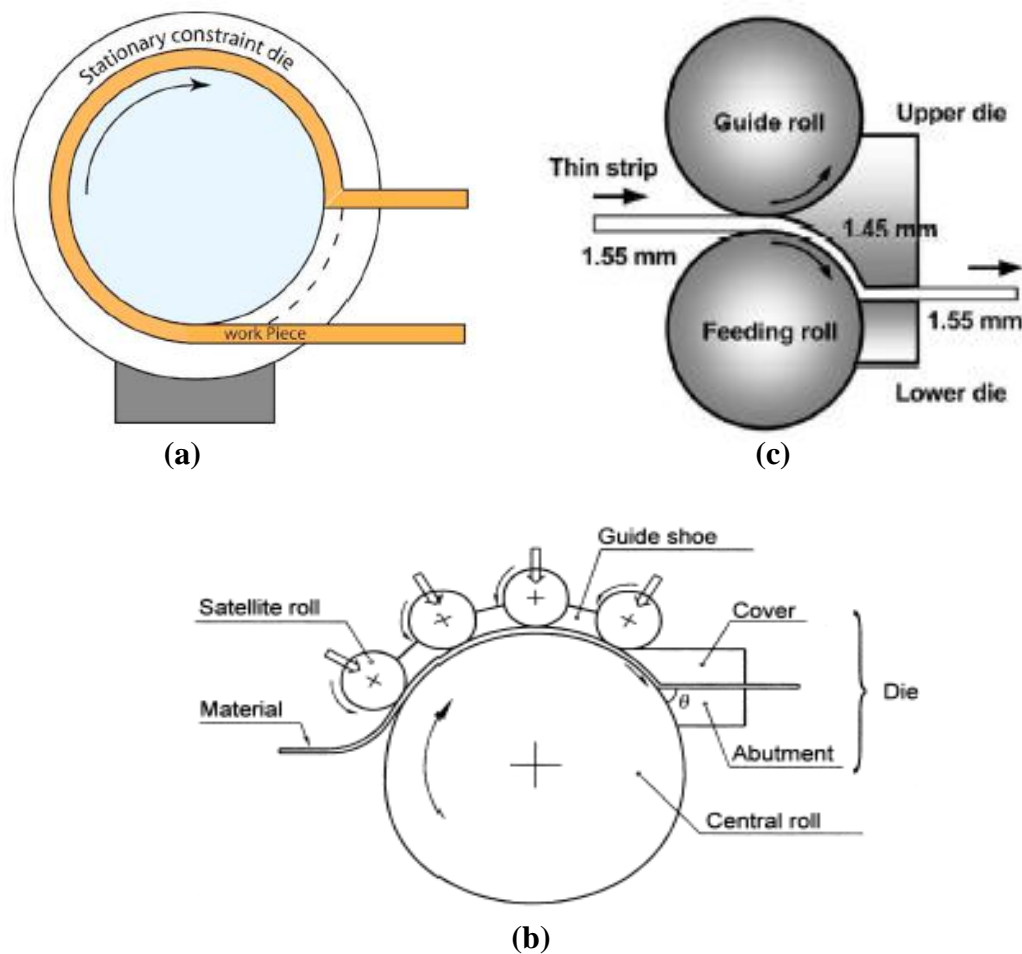 Stationary constraint die
work Piece
(a)
Guide roll
Upper die
Thin strip
1.45 mm
1.55 mm
1.55 mm
Feeding roll
Lower die
(c)
Guide shoe
Satellite roll
Cover
Die
θ
Material
Abutment
Central roll
(b)